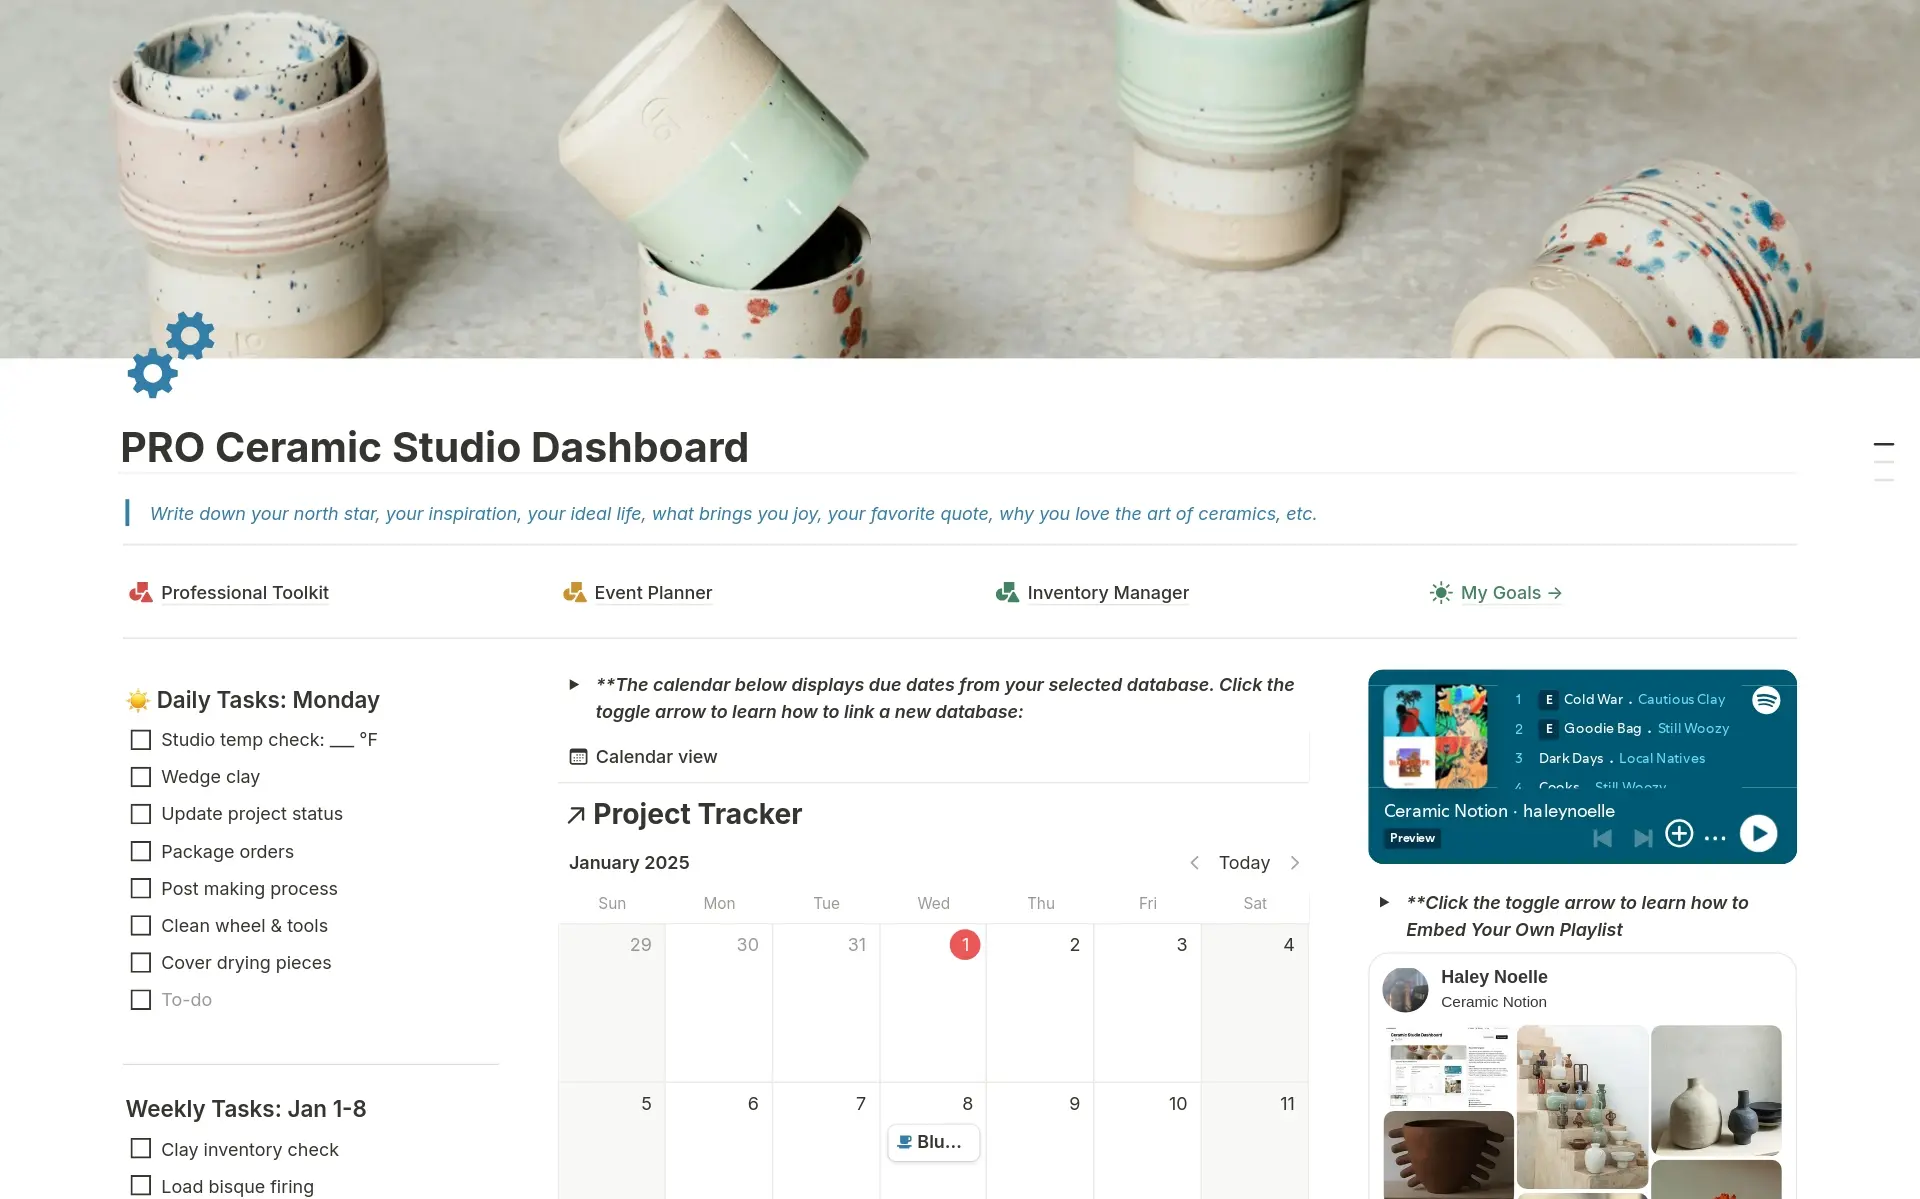 PRO Ceramic Studio Dashboard
Write down your north star, your inspiration, your ideal life, what brings you joy, your favorite quote, why you love the art of ceramics, etc.
Professional Toolkit
Event Planner
Inventory Manager
My Goals →
Daily Tasks: Monday
Studio temp check: ___ °F
Wedge clay
Update project status
Package orders
Post making process
Clean wheel & tools
Cover drying pieces
To-do
Weekly Tasks: Jan 1-8
Clay inventory check
Load bisque firing
**The calendar below displays due dates from your selected database. Click the
toggle arrow to learn how to link a new database:
Calendar view
Project Tracker
January 2025
Today
Sun Mon Tue Wed Thu Fri Sat
29 30 31 1 2 3 4
5 6 7 8 9 10 11
Blu...
1 E Cold War . Cautious Clay
2 E Goodie Bag . Still Woozy
3 Dark Days . Local Natives
4 Cooks . Still Woozy
Ceramic Notion · haleynoelle
Preview
**Click the toggle arrow to learn how to
Embed Your Own Playlist
Haley Noelle
Ceramic Notion
Ceramic Studio Dashboard